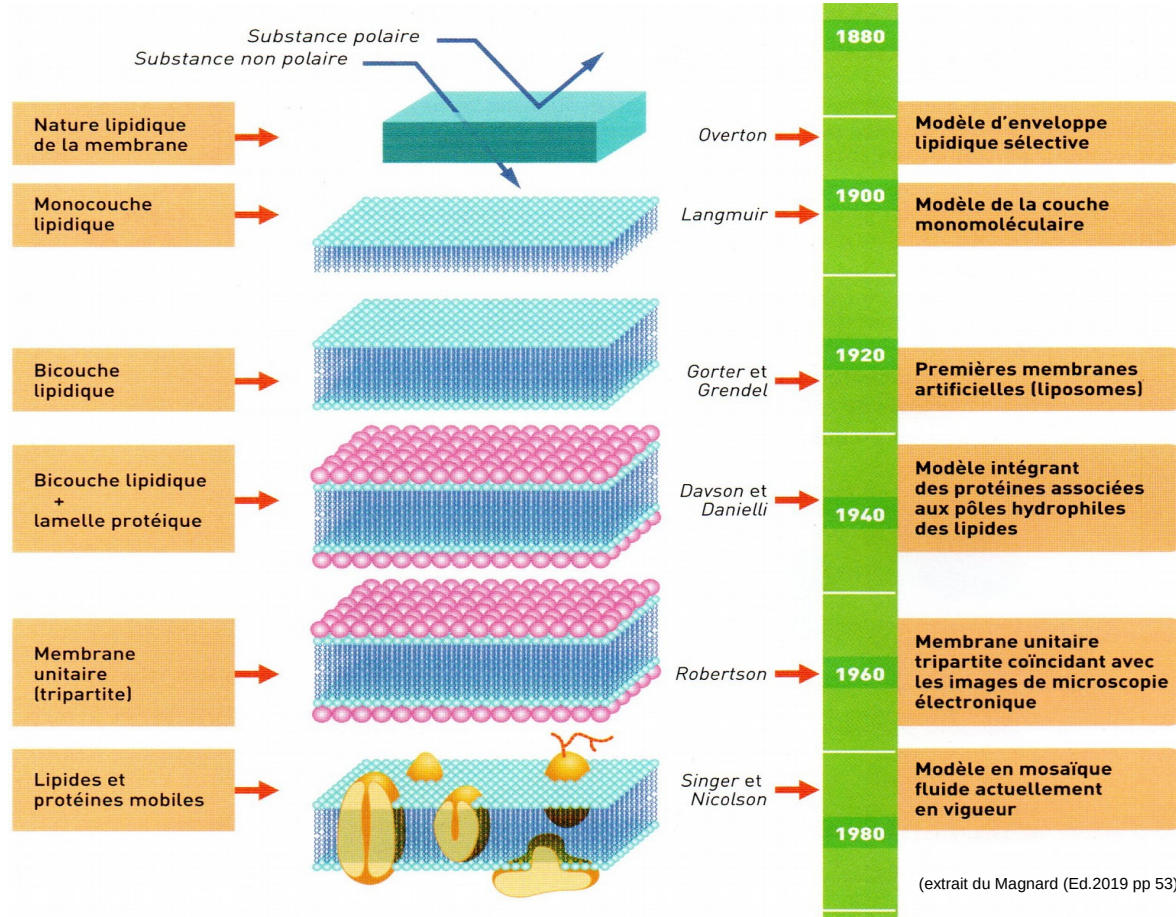 Substance polaire
Substance non polaire
1880
Nature lipidique
de la membrane
Overton
Modèle d'enveloppe
lipidique sélective
Monocouche
lipidique
Langmuir
1900
Modèle de la couche
monomoléculaire
Bicouche
lipidique
Gorter et
Grendel
1920
Premières membranes
artificielles (liposomes)
Bicouche lipidique
+
lamelle protéique
Davson et
Danielli
1940
Modèle intégrant
des protéines associées
aux pôles hydrophiles
des lipides
Membrane
unitaire
(tripartite)
Robertson
1960
Membrane unitaire
tripartite coïncidant avec
les images de microscopie
électronique
Lipides et
protéines mobiles
Singer et
Nicolson
1980
Modèle en mosaïque
fluide actuellement
en vigueur
(extrait du Magnard (Ed.2019 pp 53)